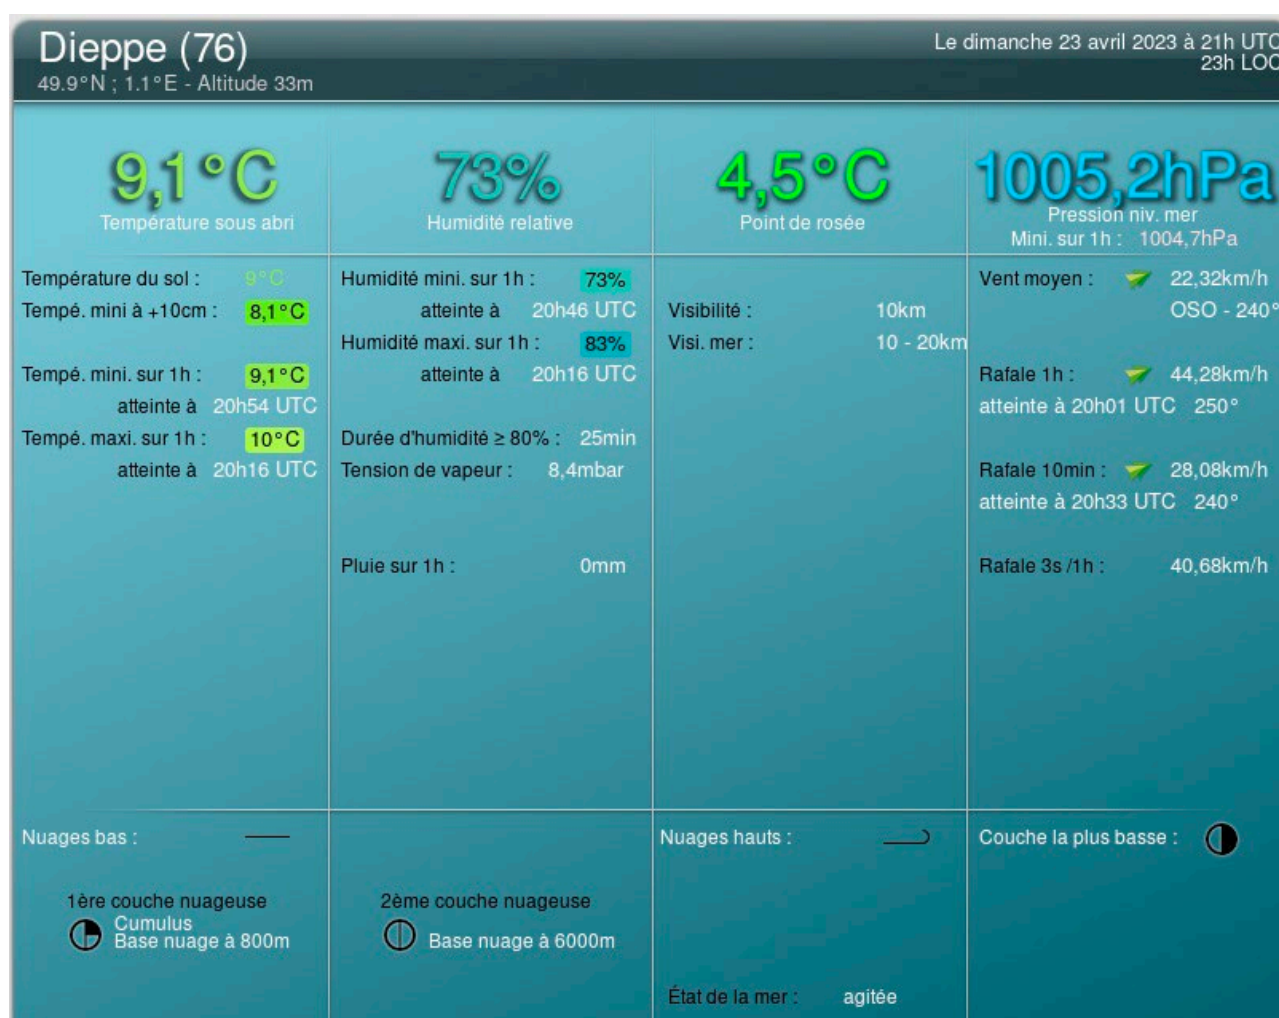 Dieppe (76)
Le dimanche 23 avril 2023 à 21h UTC
49.9°N ; 1.1°E - Altitude 33m
23h LOC
9,1°C
Température sous abri
73%
Humidité relative
4,5°C
Point de rosée
1005,2hPa
Pression niv. mer
Mini. sur 1h : 1004,7hPa
Température du sol : 9°C
Tempé. mini à +10cm : 8,1°C
Tempé. mini. sur 1h : 9,1°C
atteinte à 20h54 UTC
Tempé. maxi. sur 1h : 10°C
atteinte à 20h16 UTC
Humidité mini. sur 1h : 73%
atteinte à 20h46 UTC
Humidité maxi. sur 1h : 83%
atteinte à 20h16 UTC
Durée d'humidité ≥ 80% : 25min
Tension de vapeur : 8,4mbar
Pluie sur 1h : 0mm
Visibilité : 10km
Visi. mer : 10 - 20km
Vent moyen : 22,32km/h
OSO - 240°
Rafale 1h : 44,28km/h
atteinte à 20h01 UTC 250°
Rafale 10min : 28,08km/h
atteinte à 20h33 UTC 240°
Rafale 3s /1h : 40,68km/h
Nuages bas :
1ère couche nuageuse
Cumulus
Base nuage à 800m
2ème couche nuageuse
Base nuage à 6000m
Nuages hauts :
État de la mer : agitée
Couche la plus basse :